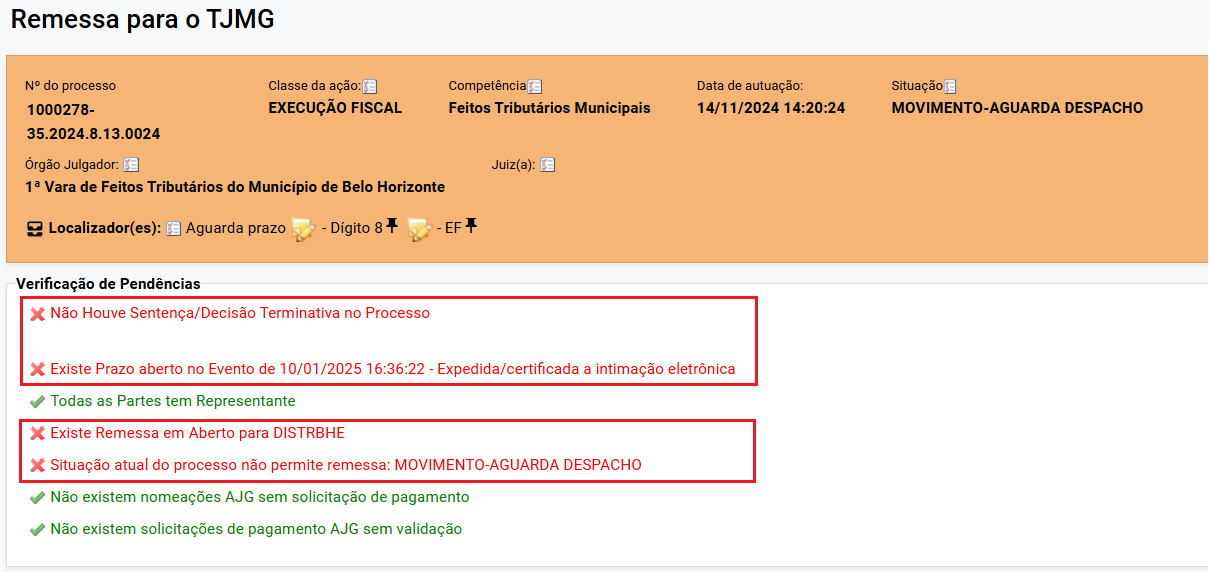 Remessa para o TJMG
Nº do processo Classe da ação: Competência Data de autuação: Situação
1000278- EXECUÇÃO FISCAL Feitos Tributários Municipais 14/11/2024 14:20:24 MOVIMENTO-AGUARDA DESPACHO
35.2024.8.13.0024
Órgão Julgador: Juiz(a):
1ª Vara de Feitos Tributários do Município de Belo Horizonte
Localizador(es): Aguarda prazo - Dígito 8 - EF
Verificação de Pendências
Não Houve Sentença/Decisão Terminativa no Processo
Existe Prazo aberto no Evento de 10/01/2025 16:36:22 - Expedida/certificada a intimação eletrônica
Todas as Partes tem Representante
Existe Remessa em Aberto para DISTRBHE
Situação atual do processo não permite remessa: MOVIMENTO-AGUARDA DESPACHO
Não existem nomeações AJG sem solicitação de pagamento
Não existem solicitações de pagamento AJG sem validação